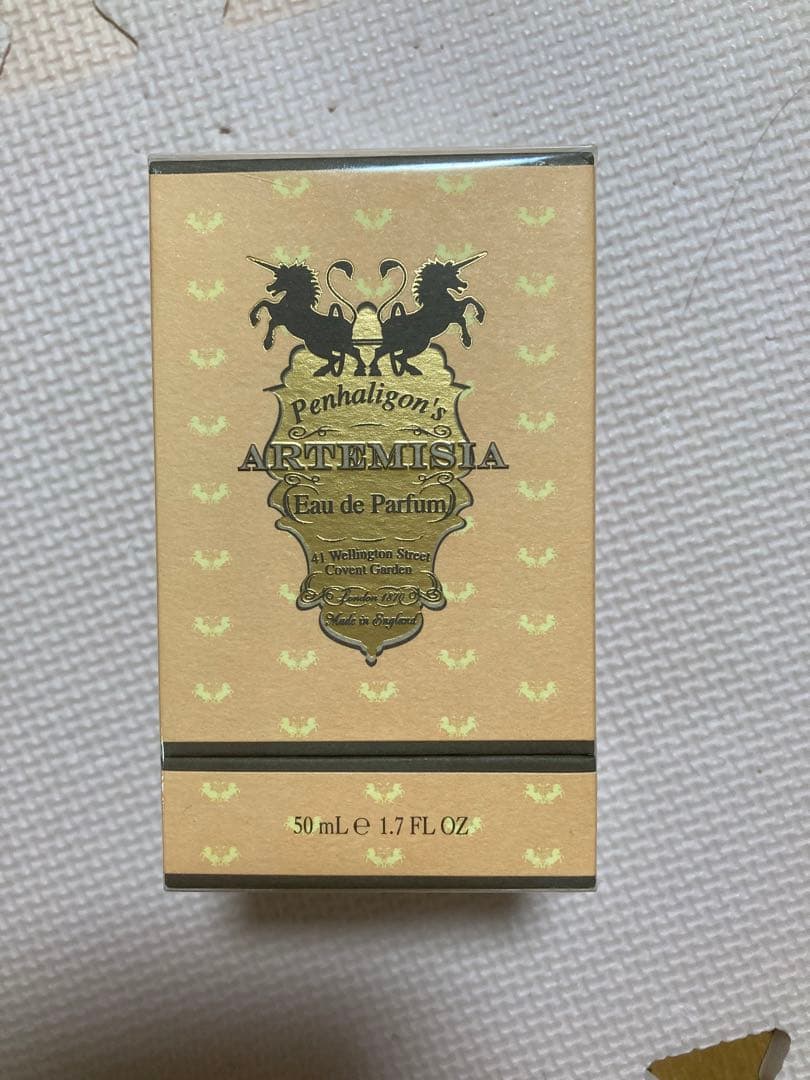 Penhaligon's
ARTEMISIA
Eau de Parfum
41 Wellington Street
Covent Garden
London 1870
Made in England
50 mL ℮ 1.7 FL OZ